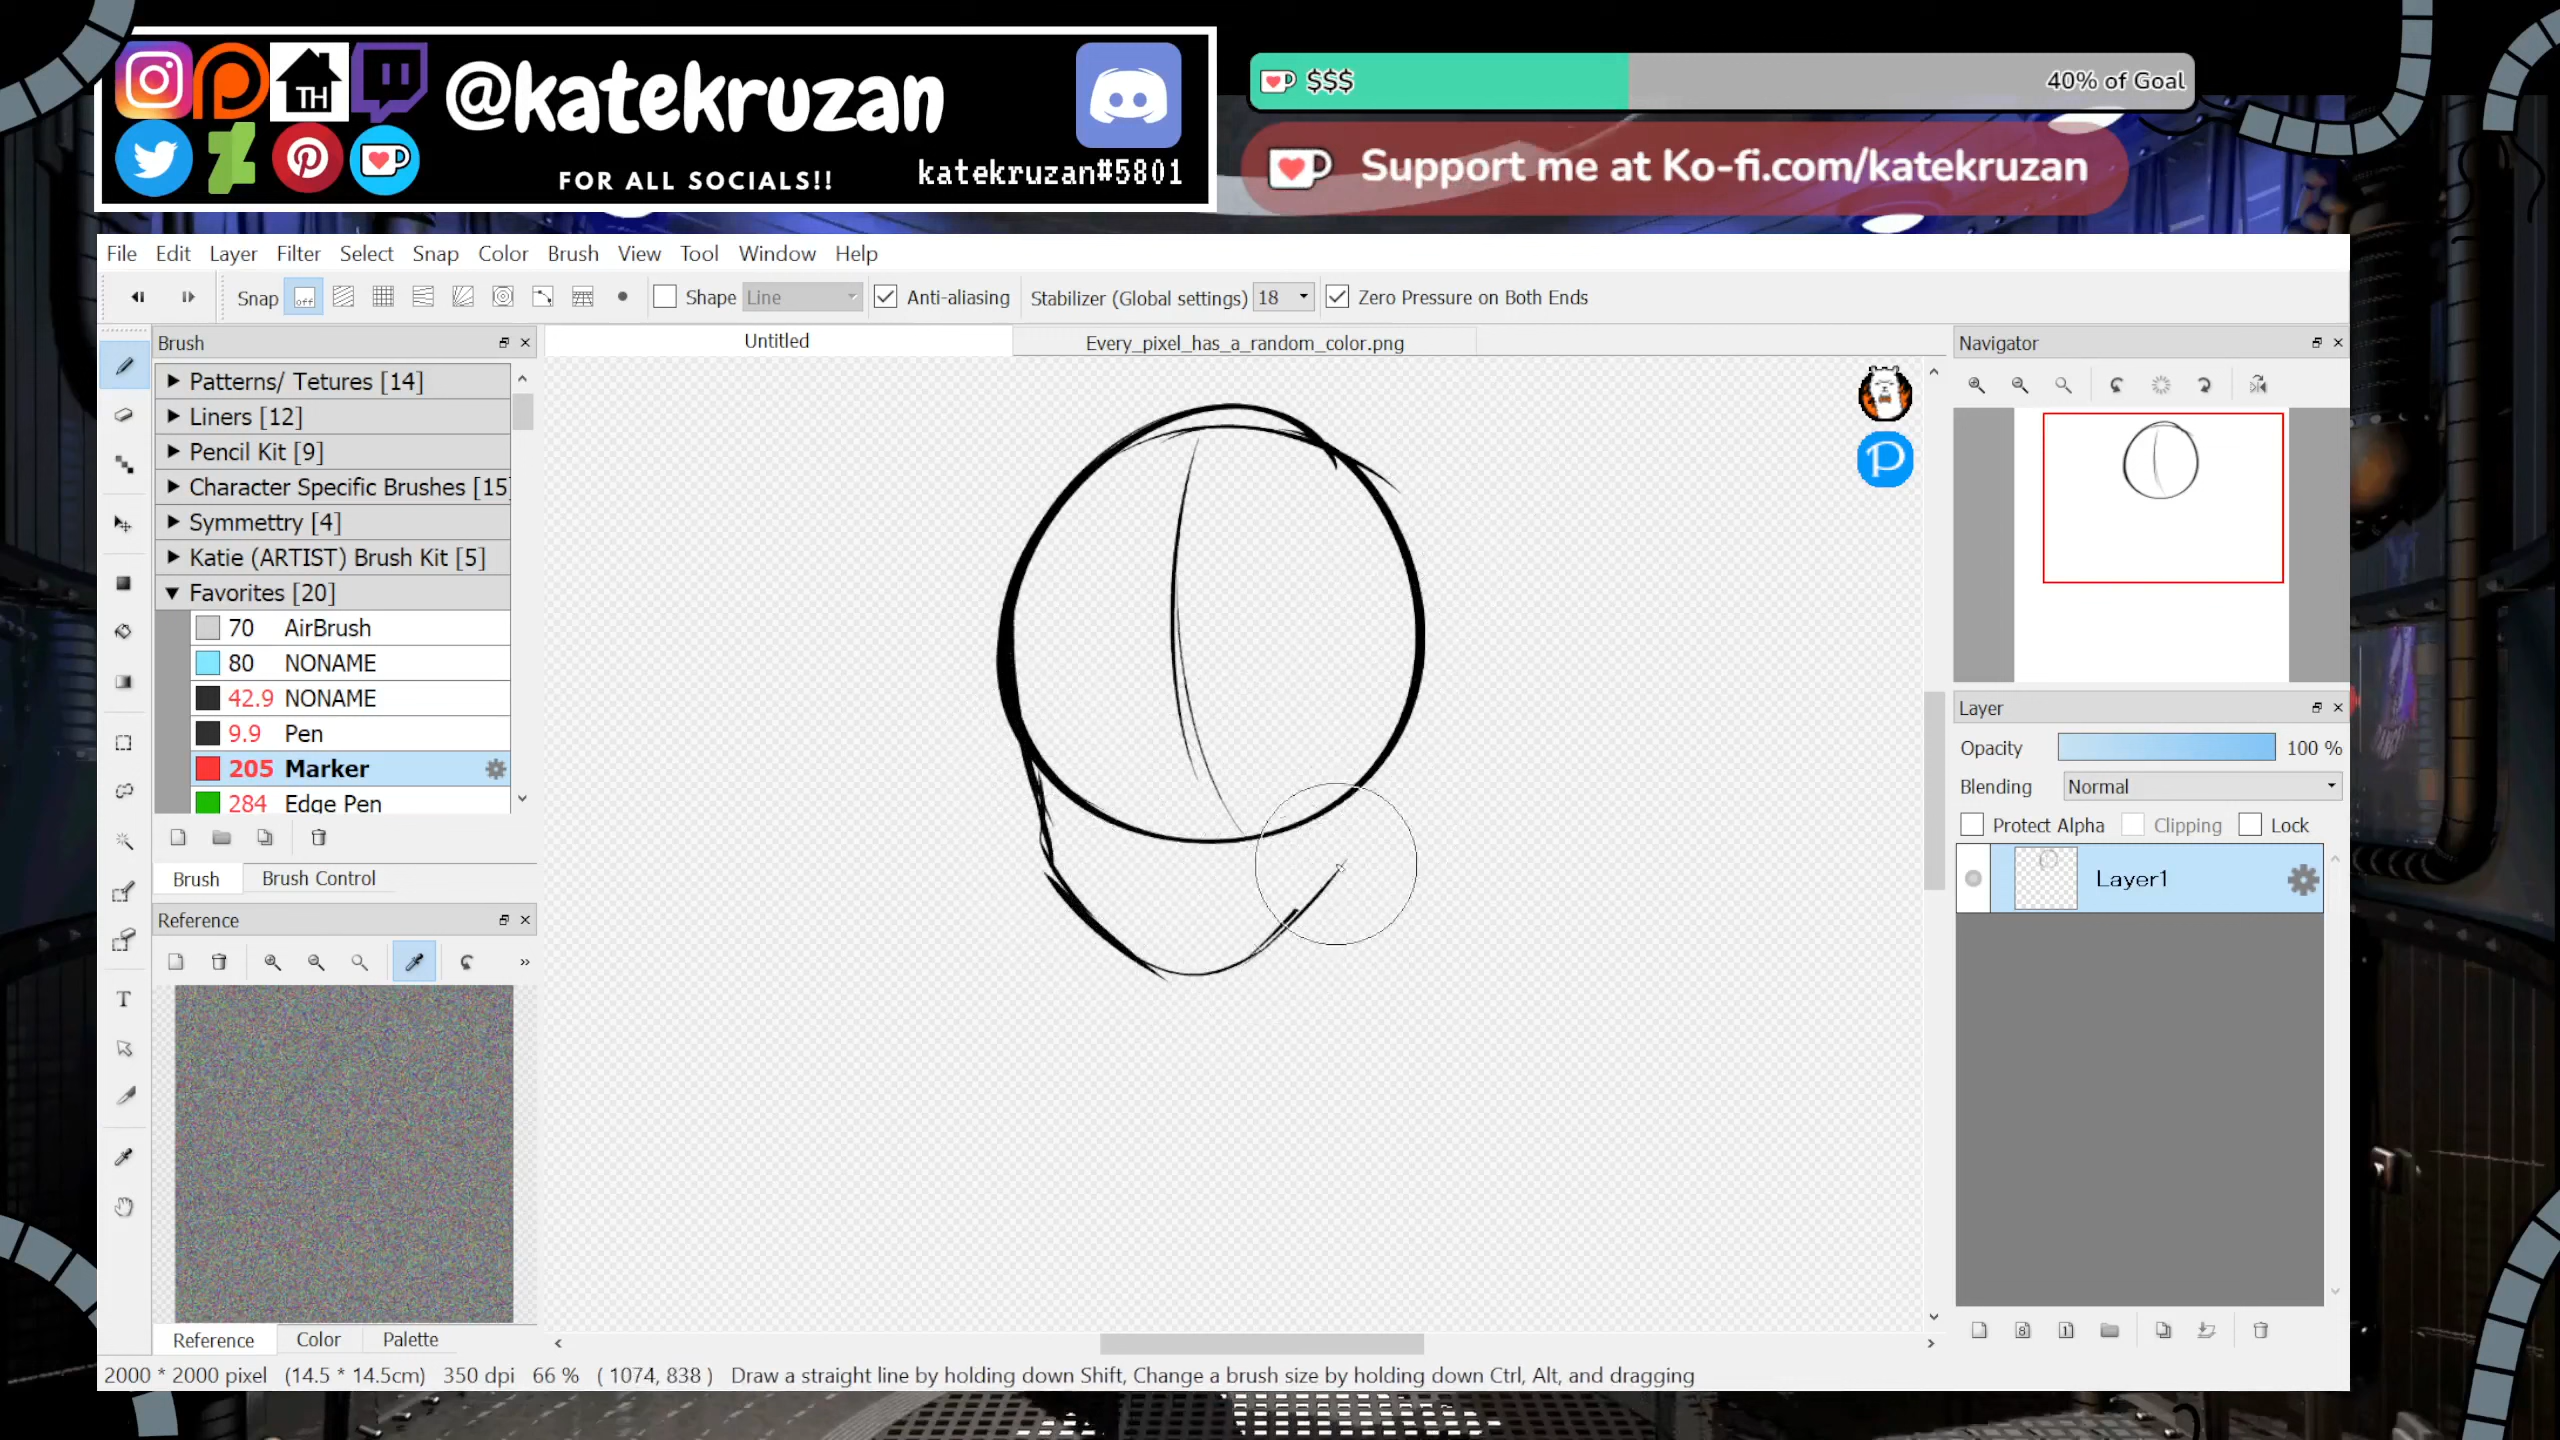 TH
@katekruzan
FOR ALL SOCIALS!!
katekruzan#5801
$$$
40% of Goal
Support me at Ko-fi.com/katekruzan
File Edit Layer Filter Select Snap Color Brush View Tool Window Help
Snap off Shape Line Anti-aliasing Stabilizer (Global settings) 18 Zero Pressure on Both Ends
Brush
Untitled
Every_pixel_has_a_random_color.png
Navigator
Patterns/ Tetures [14]
Liners [12]
Pencil Kit [9]
Character Specific Brushes [15]
Symmettry [4]
Katie (ARTIST) Brush Kit [5]
Favorites [20]
70 AirBrush
80 NONAME
42.9 NONAME
9.9 Pen
205 Marker
284 Edge Pen
Brush Brush Control
Reference
P
Layer
Opacity 100 %
Blending Normal
Protect Alpha Clipping Lock
Layer1
T
8
1
Reference Color Palette
2000 * 2000 pixel (14.5 * 14.5cm) 350 dpi 66 % ( 1074, 838 ) Draw a straight line by holding down Shift, Change a brush size by holding down Ctrl, Alt, and dragging